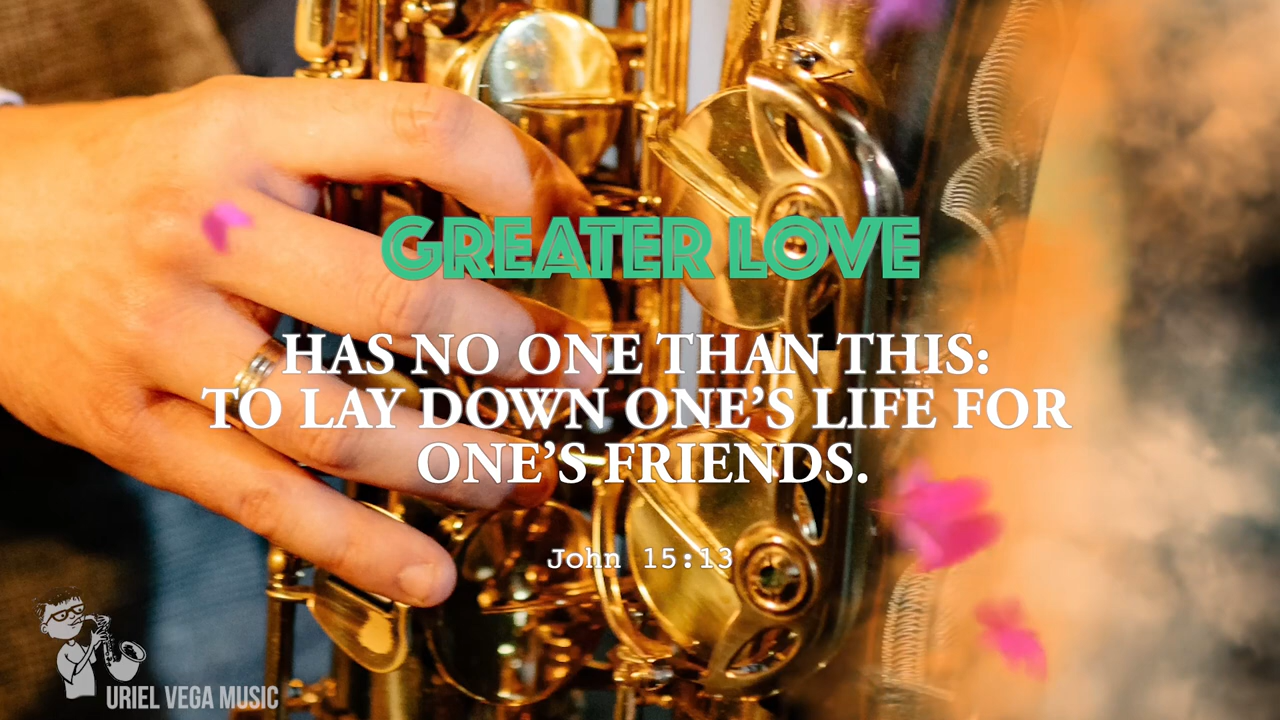 GREATER LOVE
HAS NO ONE THAN THIS:
TO LAY DOWN ONE’S LIFE FOR
ONE’S FRIENDS.
John 15:13
URIEL VEGA MUSIC